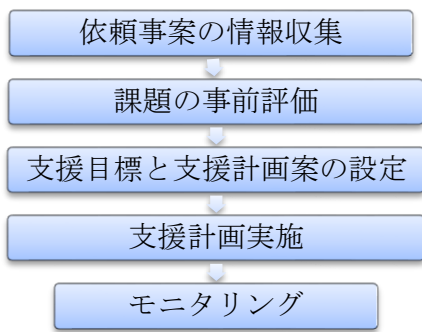 依頼事案の情報収集
課題の事前評価
支援目標と支援計画案の設定
支援計画実施
モニタリング